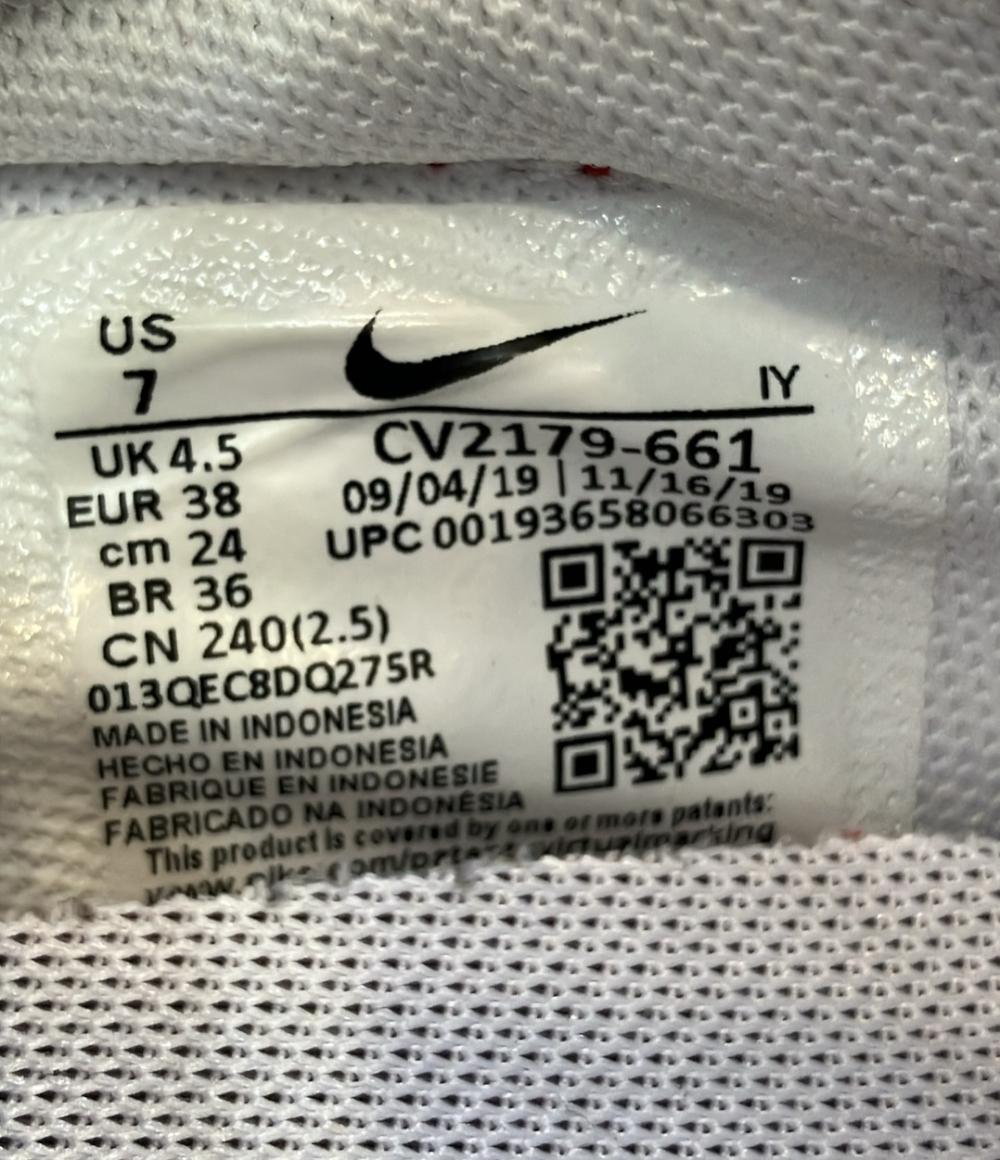 US
7
IY
UK 4.5
CV2179-661
EUR 38
09/04/19 | 11/16/19
cm 24
UPC 00193658066303
BR 36
CN 240(2.5)
013QEC8DQ275R
MADE IN INDONESIA
HECHO EN INDONESIA
FABRIQUE EN INDONESIE
FABRICADO NA INDONÉSIA
This product is covered by one or more patents: